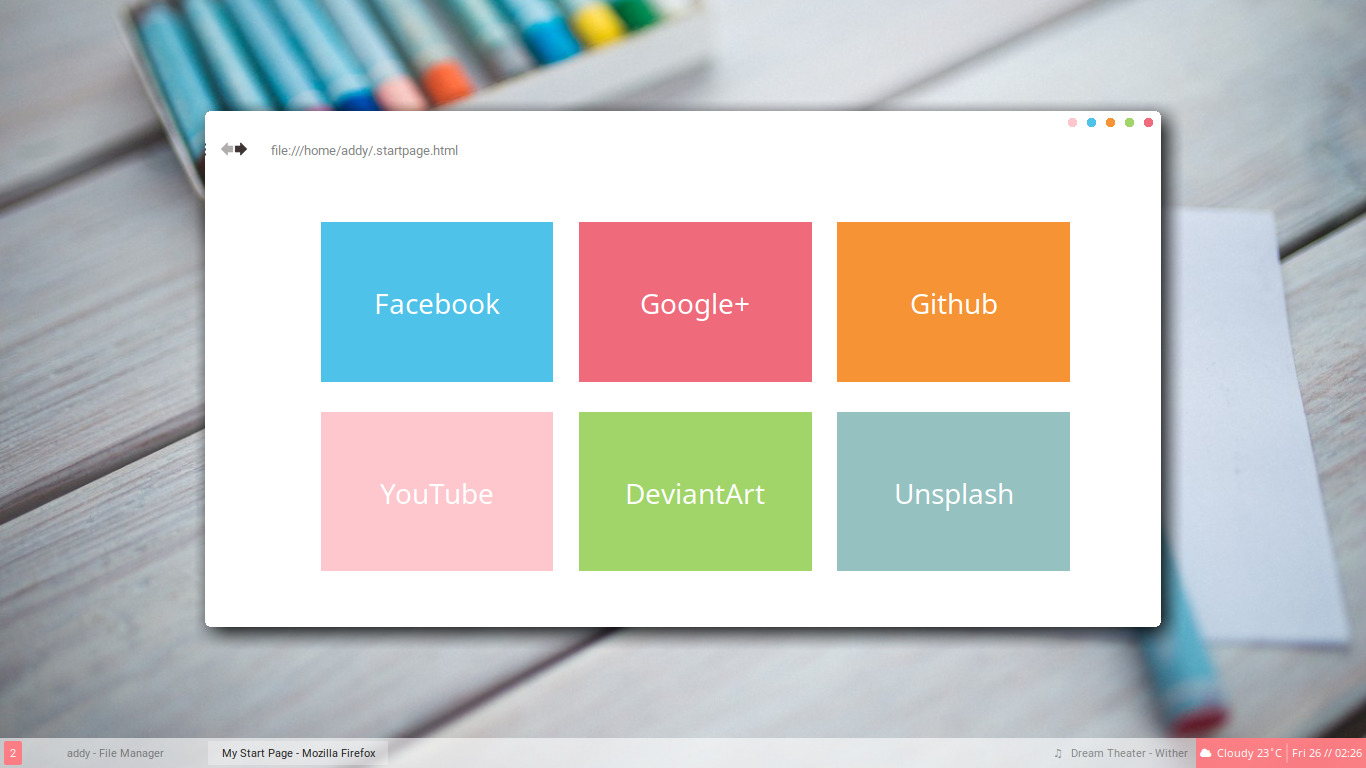 file:///home/addy/.startpage.html
Facebook
Google+
Github
YouTube
DeviantArt
Unsplash
2
addy - File Manager
My Start Page - Mozilla Firefox
Dream Theater - Wither
Cloudy 23°C
Fri 26 // 02:26